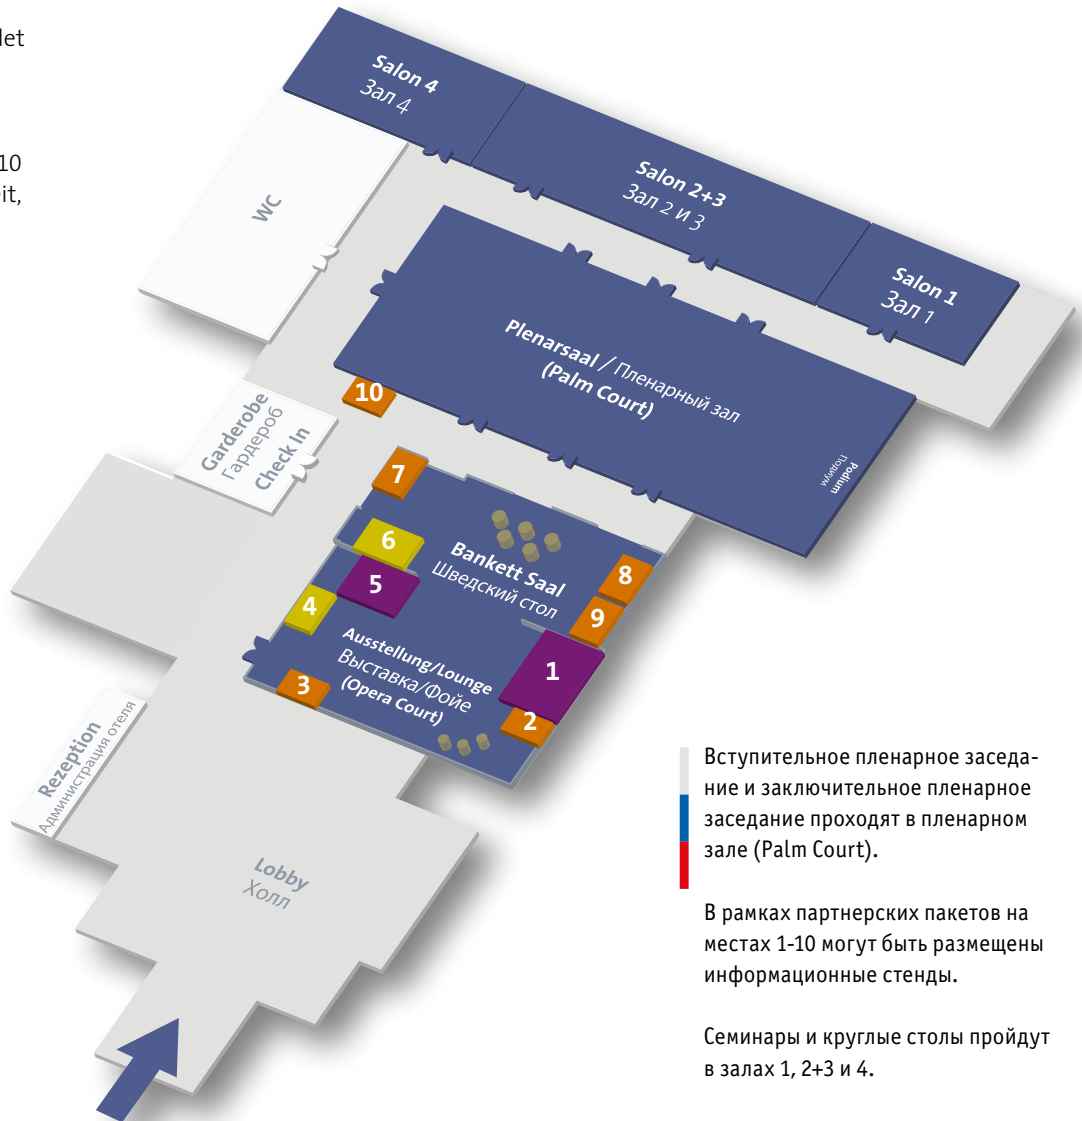 let
10
eit,
Salon 4
Зал 4
Salon 2+3
Зал 2 и 3
Salon 1
Зал 1
WC
Plenarsaal / Пленарный зал
(Palm Court)
Podium
Подиум
10
Garderobe
Гардероб
Check In
7
6
5
4
3
Bankett Saal
Шведский стол
8
9
Ausstellung/Lounge
Выставка/Фойе
(Opera Court)
1
2
Rezeption
Администрация отеля
Lobby
Холл
Вступительное пленарное заседа-
ние и заключительное пленарное
заседание проходят в пленарном
зале (Palm Court).
В рамках партнерских пакетов на
местах 1-10 могут быть размещены
информационные стенды.
Семинары и круглые столы пройдут
в залах 1, 2+3 и 4.